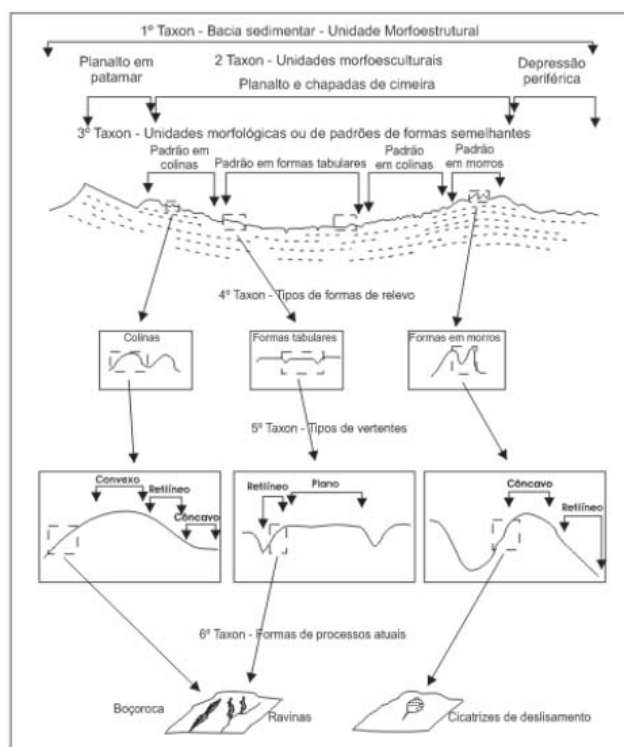 1º Taxon - Bacia sedimentar - Unidade Morfoestrutural
Planalto em
patamar
2 Taxon - Unidades morfoesculturais
Planalto e chapadas de cimeira
Depressão
periférica
3º Taxon - Unidades morfológicas ou de padrões de formas semelhantes
Padrão em
colinas
Padrão em formas tabulares
Padrão
em colinas
Padrão
em morros
4º Taxon - Tipos de formas de relevo
Colinas
Formas tabulares
Formas em morros
5º Taxon - Tipos de vertentes
Convexo
Retilíneo
Côncavo
Retilíneo
Plano
Côncavo
Retilíneo
6º Taxon - Formas de processos atuais
Boçoroca
Ravinas
Cicatrizes de deslisamento